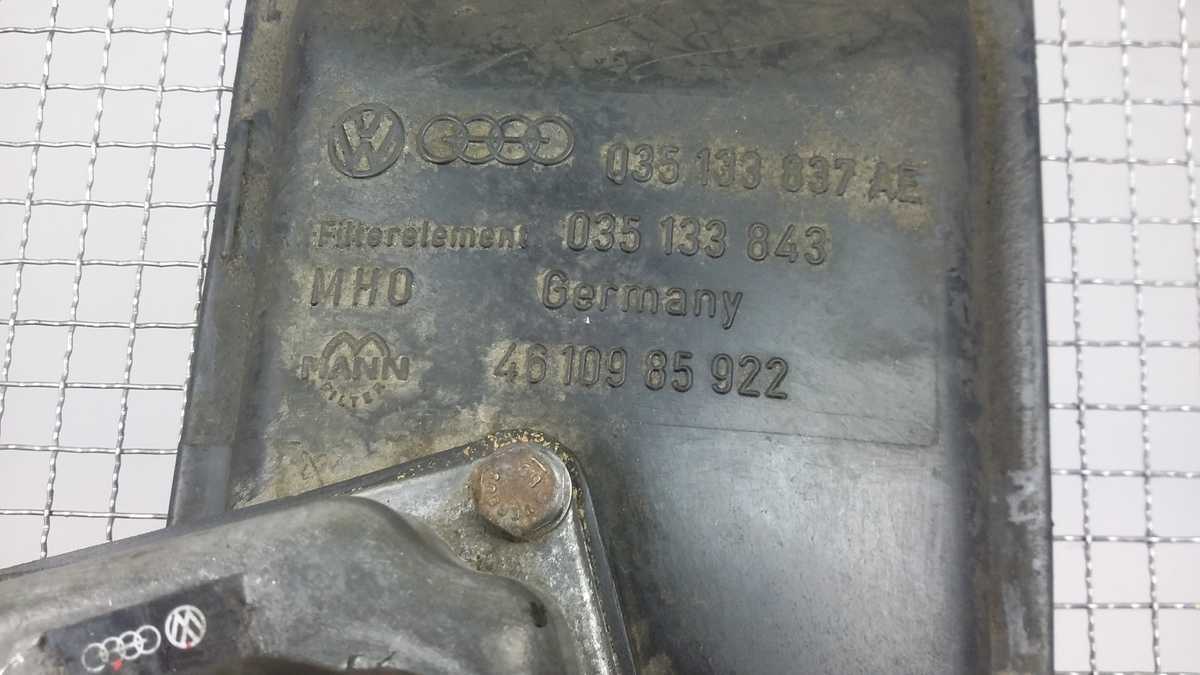 035 133 837 AE
Filterelement 035 133 843
MHO Germany
MANN 46 109 85 922
FILTER